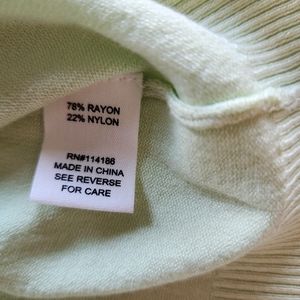 78% RAYON
22% NYLON
RN#114186
MADE IN CHINA
SEE REVERSE
FOR CARE